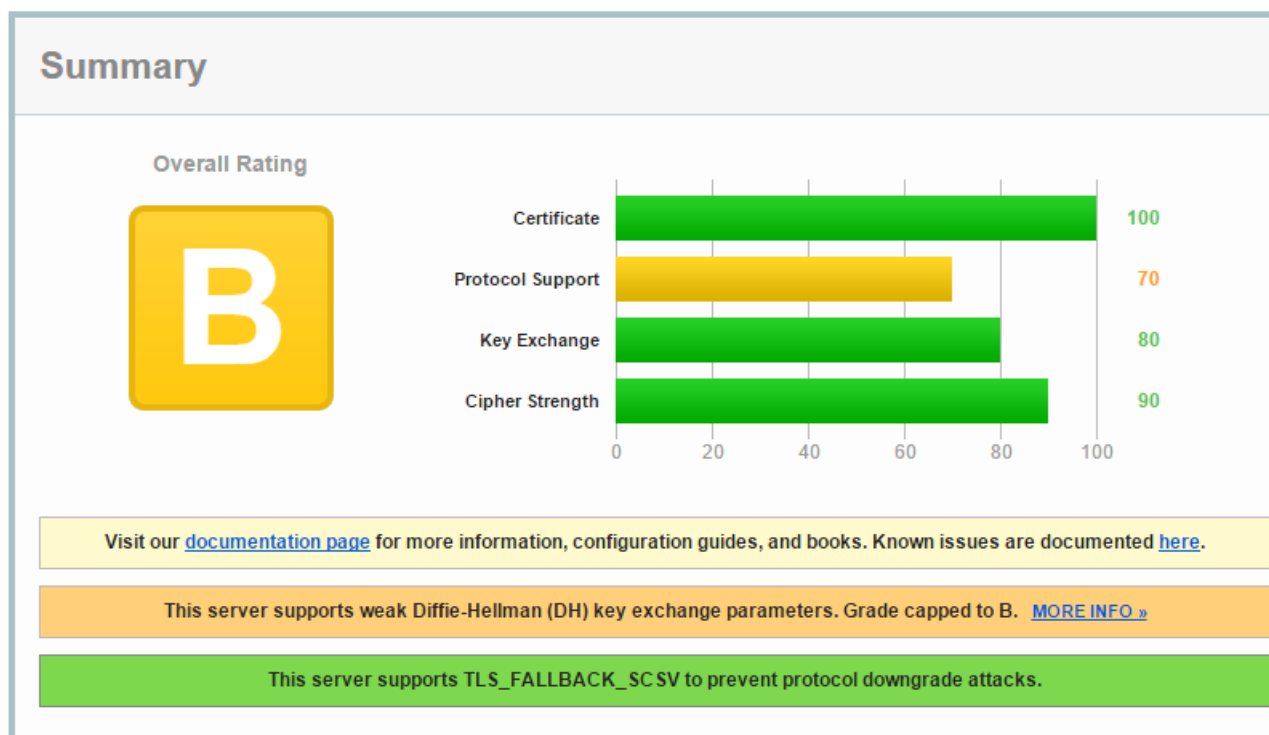 Summary
Overall Rating
B
Certificate
100
Protocol Support
70
Key Exchange
80
Cipher Strength
90
0 20 40 60 80 100
Visit our documentation page for more information, configuration guides, and books. Known issues are documented here.
This server supports weak Diffie-Hellman (DH) key exchange parameters. Grade capped to B. MORE INFO »
This server supports TLS_FALLBACK_SCSV to prevent protocol downgrade attacks.